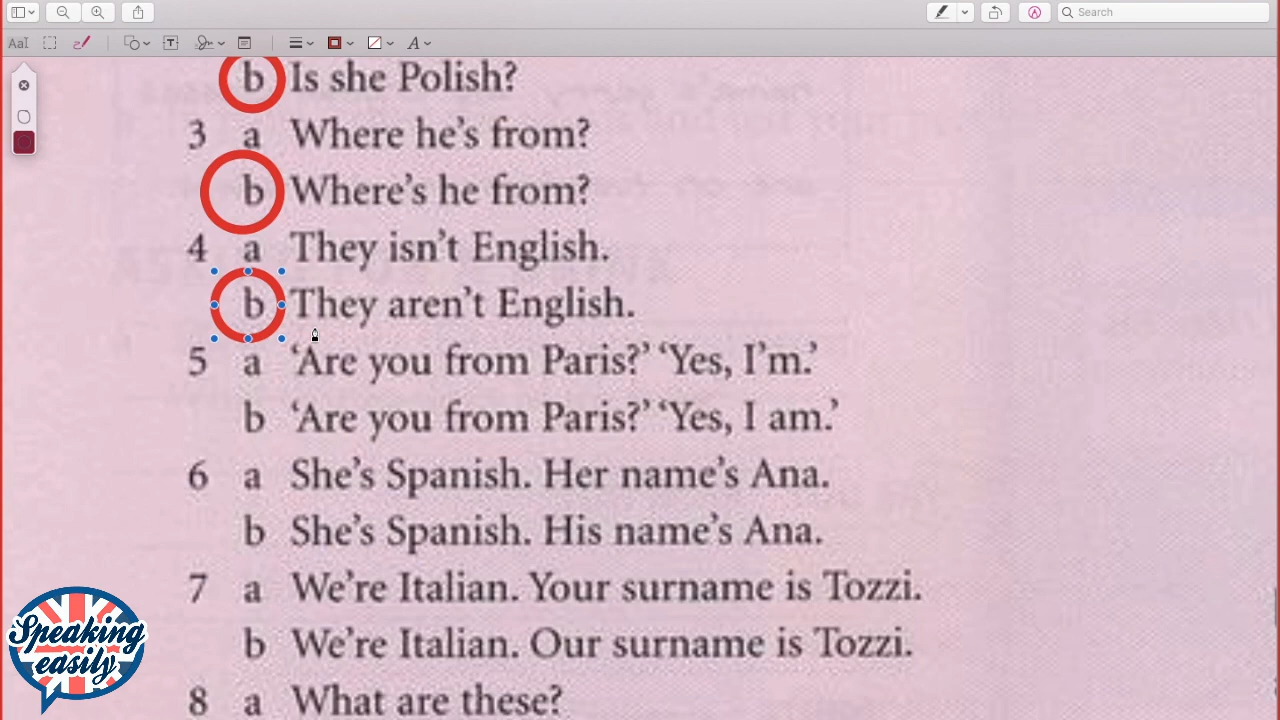 Search
AaI
T
A
b Is she Polish?
3 a Where he's from?
b Where's he from?
4 a They isn't English.
b They aren't English.
5 a ‘Are you from Paris?’ ‘Yes, I'm.’
b ‘Are you from Paris?’ ‘Yes, I am.’
6 a She's Spanish. Her name's Ana.
b She's Spanish. His name's Ana.
7 a We're Italian. Your surname is Tozzi.
b We're Italian. Our surname is Tozzi.
8 a What are these?
Speaking
easily